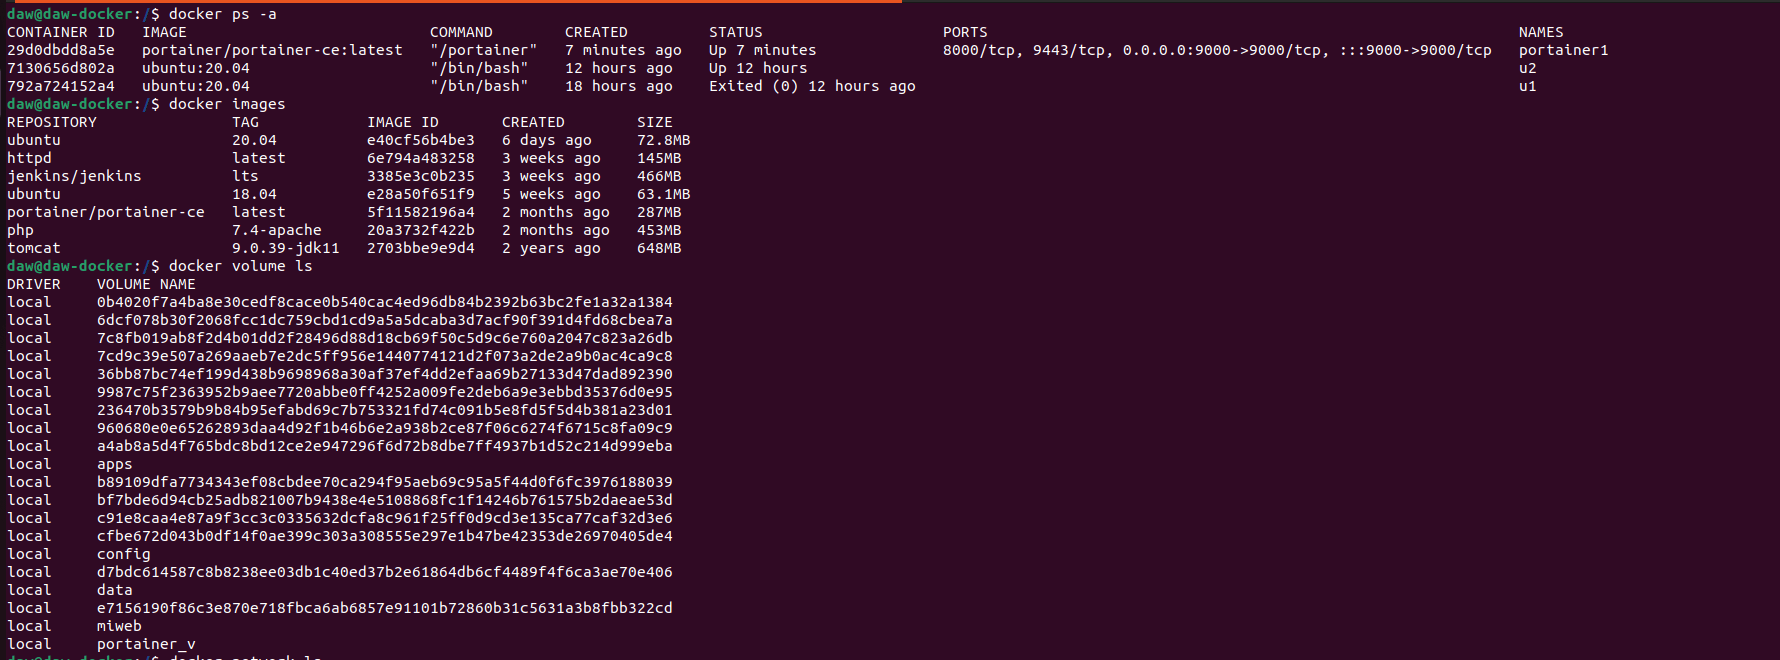 daw@daw-docker:/$ docker ps -a
CONTAINER ID   IMAGE                           COMMAND        CREATED         STATUS                    PORTS                                                           NAMES
29d0dbdd8a5e   portainer/portainer-ce:latest   "/portainer"   7 minutes ago   Up 7 minutes              8000/tcp, 9443/tcp, 0.0.0.0:9000->9000/tcp, :::9000->9000/tcp   portainer1
7130656d802a   ubuntu:20.04                    "/bin/bash"    12 hours ago    Up 12 hours                                                                               u2
792a724152a4   ubuntu:20.04                    "/bin/bash"    18 hours ago    Exited (0) 12 hours ago                                                                   u1
daw@daw-docker:/$ docker images
REPOSITORY               TAG            IMAGE ID       CREATED        SIZE
ubuntu                   20.04          e40cf56b4be3   6 days ago     72.8MB
httpd                    latest         6e794a483258   3 weeks ago    145MB
jenkins/jenkins          lts            3385e3c0b235   3 weeks ago    466MB
ubuntu                   18.04          e28a50f651f9   5 weeks ago    63.1MB
portainer/portainer-ce   latest         5f11582196a4   2 months ago   287MB
php                      7.4-apache     20a3732f422b   2 months ago   453MB
tomcat                   9.0.39-jdk11   2703bbe9e9d4   2 years ago    648MB
daw@daw-docker:/$ docker volume ls
DRIVER    VOLUME NAME
local     0b4020f7a4ba8e30cedf8cace0b540cac4ed96db84b2392b63bc2fe1a32a1384
local     6dcf078b30f2068fcc1dc759cbd1cd9a5a5dcaba3d7acf90f391d4fd68cbea7a
local     7c8fb019ab8f2d4b01dd2f28496d88d18cb69f50c5d9c6e760a2047c823a26db
local     7cd9c39e507a269aaeb7e2dc5ff956e1440774121d2f073a2de2a9b0ac4ca9c8
local     36bb87bc74ef199d438b9698968a30af37ef4dd2efaa69b27133d47dad892390
local     9987c75f2363952b9aee7720abbe0ff4252a009fe2deb6a9e3ebbd35376d0e95
local     236470b3579b9b84b95efabd69c7b753321fd74c091b5e8fd5f5d4b381a23d01
local     960680e0e65262893daa4d92f1b46b6e2a938b2ce87f06c6274f6715c8fa09c9
local     a4ab8a5d4f765bdc8bd12ce2e947296f6d72b8dbe7ff4937b1d52c214d999eba
local     apps
local     b89109dfa7734343ef08cbdee70ca294f95aeb69c95a5f44d0f6fc3976188039
local     bf7bde6d94cb25adb821007b9438e4e5108868fc1f14246b761575b2daeae53d
local     c91e8caa4e87a9f3cc3c0335632dcfa8c961f25ff0d9cd3e135ca77caf32d3e6
local     cfbe672d043b0df14f0ae399c303a308555e297e1b47be42353de26970405de4
local     config
local     d7bdc614587c8b8238ee03db1c40ed37b2e61864db6cf4489f4f6ca3ae70e406
local     data
local     e7156190f86c3e870e718fbca6ab6857e91101b72860b31c5631a3b8fbb322cd
local     miweb
local     portainer_v
daw@daw-docker:/$ docker network ls